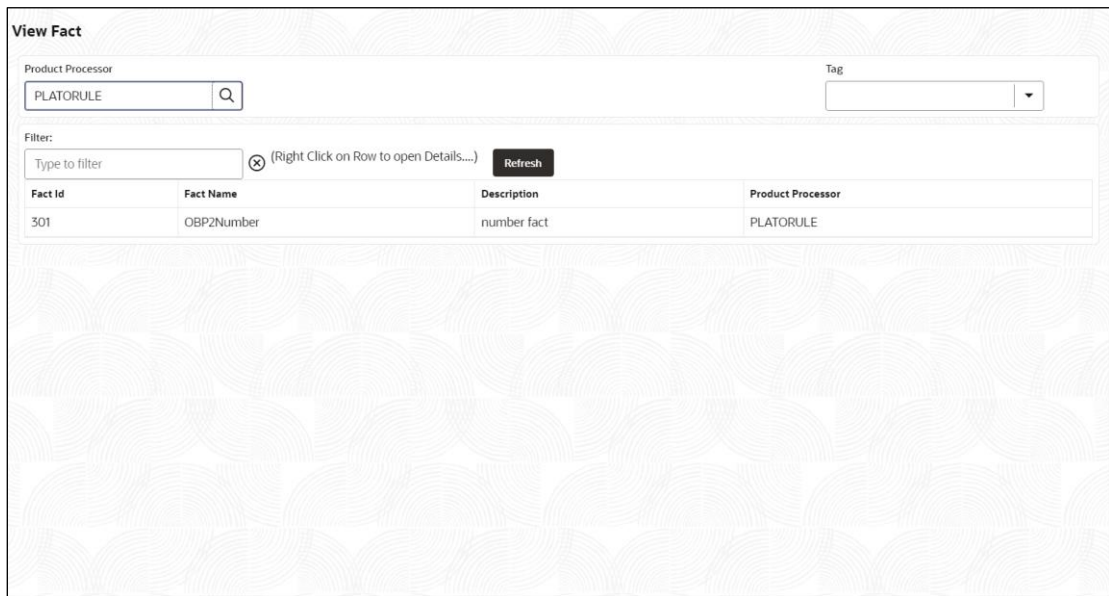 View Fact
Product Processor Tag
PLATORULE
Filter:
Type to filter (Right Click on Row to open Details....) Refresh
Fact Id Fact Name Description Product Processor
301 OBP2Number number fact PLATORULE